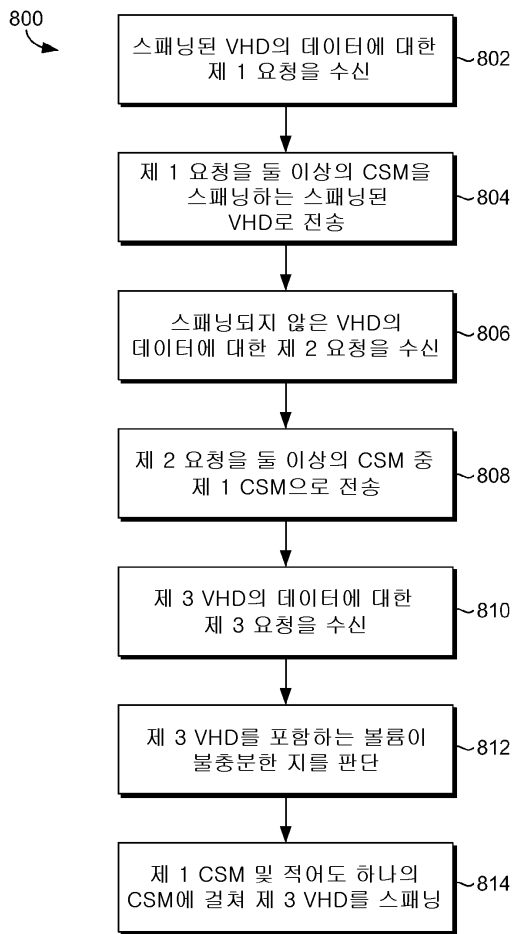 800
스패닝된 VHD의 데이터에 대한
제 1 요청을 수신
802
제 1 요청을 둘 이상의 CSM을
스패닝하는 스패닝된
VHD로 전송
804
스패닝되지 않은 VHD의
데이터에 대한 제 2 요청을 수신
806
제 2 요청을 둘 이상의 CSM 중
제 1 CSM으로 전송
808
제 3 VHD의 데이터에 대한
제 3 요청을 수신
810
제 3 VHD를 포함하는 볼륨이
불충분한 지를 판단
812
제 1 CSM 및 적어도 하나의
CSM에 걸쳐 제 3 VHD를 스패닝
814